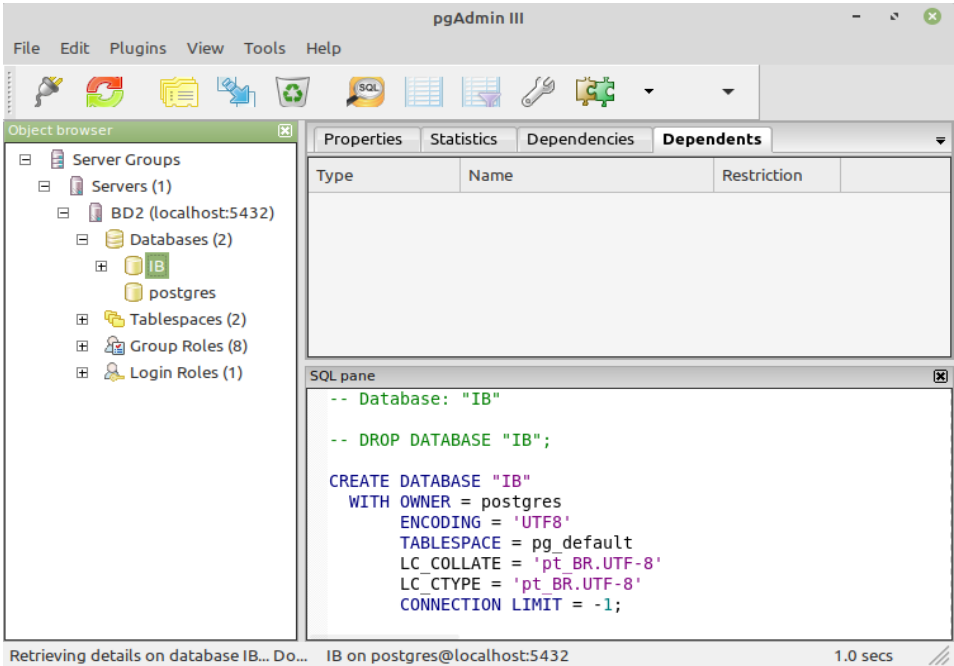 pgAdmin III
File Edit Plugins View Tools Help
SQL
Object browser
Server Groups
Servers (1)
BD2 (localhost:5432)
Databases (2)
IB
postgres
Tablespaces (2)
Group Roles (8)
Login Roles (1)
Properties Statistics Dependencies Dependents
Type Name Restriction
SQL pane
-- Database: "IB"
-- DROP DATABASE "IB";
CREATE DATABASE "IB"
WITH OWNER = postgres
ENCODING = 'UTF8'
TABLESPACE = pg_default
LC_COLLATE = 'pt_BR.UTF-8'
LC_CTYPE = 'pt_BR.UTF-8'
CONNECTION LIMIT = -1;
Retrieving details on database IB... Do... IB on postgres@localhost:5432 1.0 secs